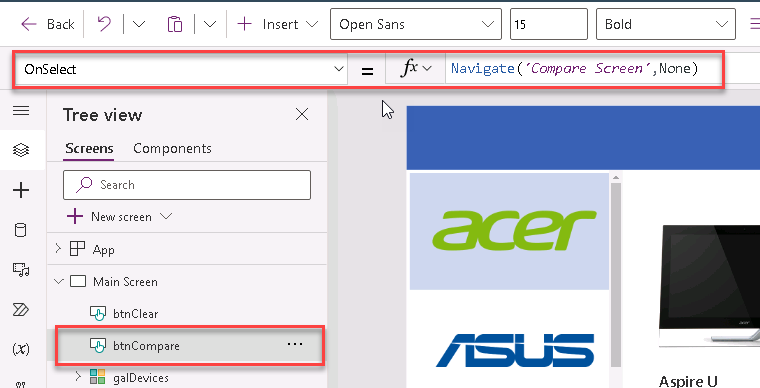 Back
Insert
Open Sans
15
Bold
OnSelect
=
fx
Navigate('Compare Screen',None)
Tree view
Screens
Components
Search
New screen
App
Main Screen
btnClear
btnCompare
galDevices
(x)
acer
ASUS
acer
Aspire U